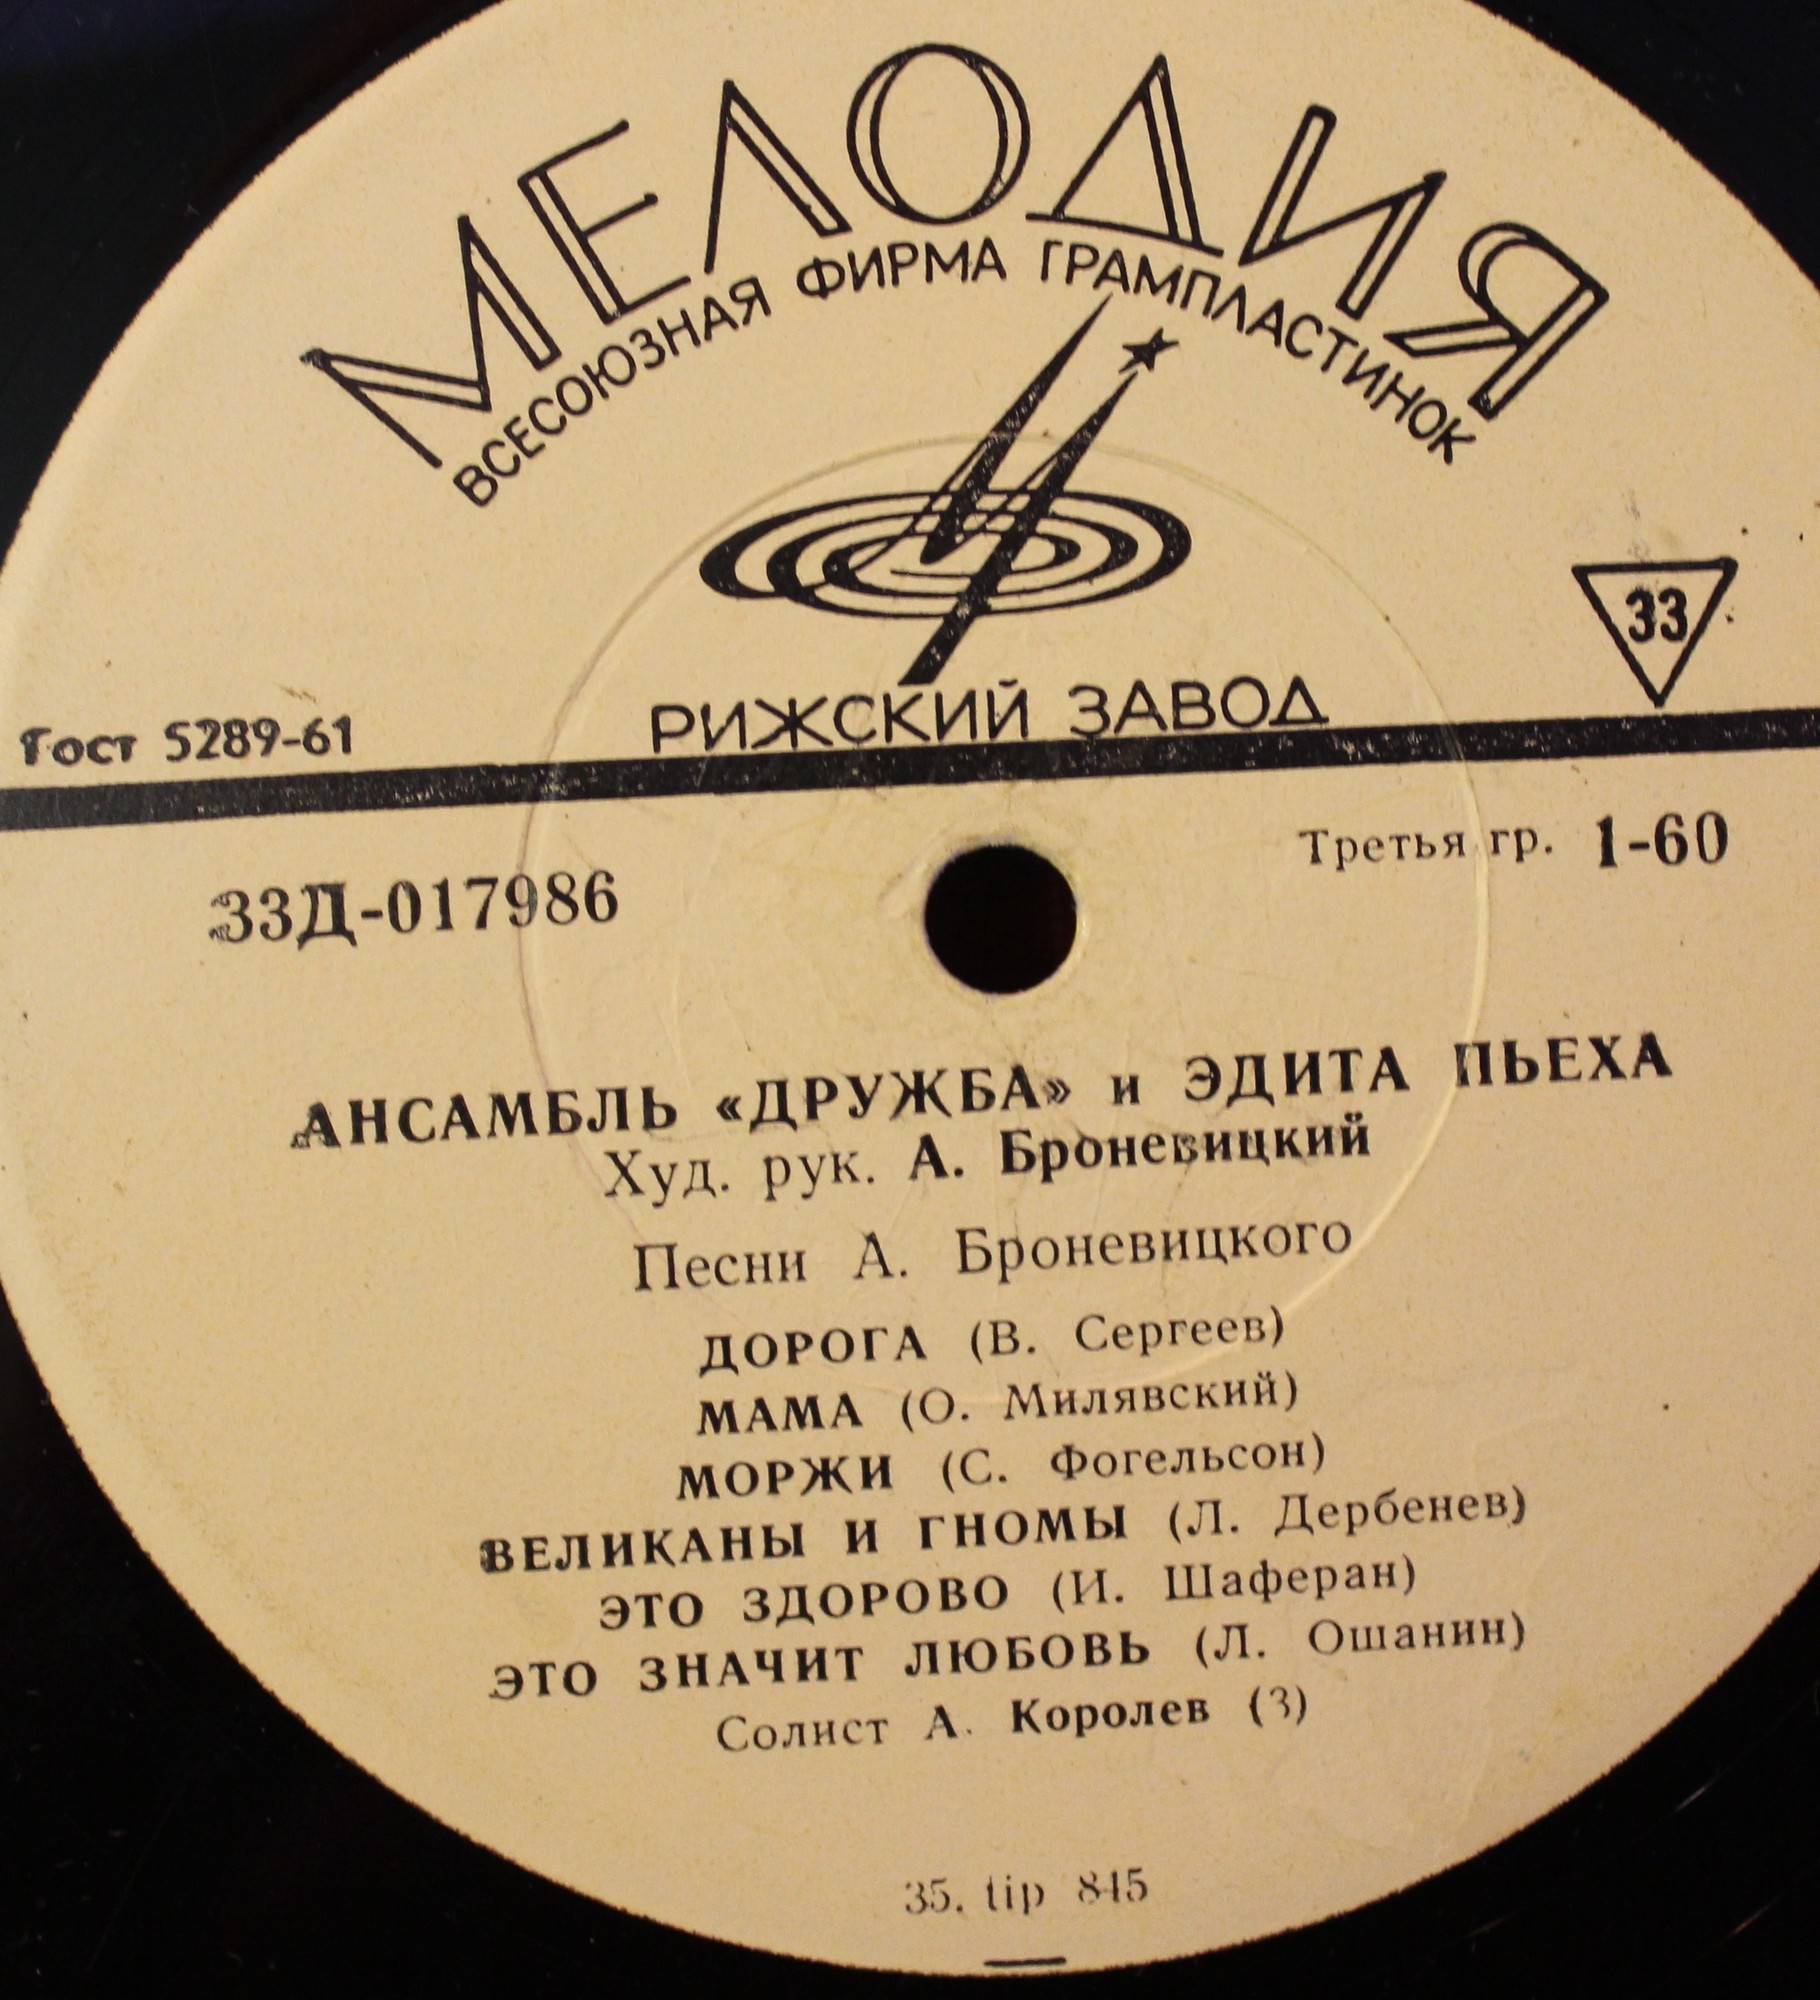 МЕЛОДИЯ
ВСЕСОЮЗНАЯ ФИРМА ГРАМПЛАСТИНОК
33
РИЖСКИЙ ЗАВОД
Гост 5289-61
Третья гр. 1-60
33Д-017986
АНСАМБЛЬ «ДРУЖБА» и ЭДИТА ПЬЕХА
Худ. рук. А. Броневицкий
Песни А. Броневицкого
ДОРОГА (В. Сергеев)
МАМА (О. Милявский)
МОРЖИ (С. Фогельсон)
ВЕЛИКАНЫ И ГНОМЫ (Л. Дербенев)
ЭТО ЗДОРОВО (И. Шаферан)
ЭТО ЗНАЧИТ ЛЮБОВЬ (Л. Ошанин)
Солист А. Королев (3)
35. tip 845